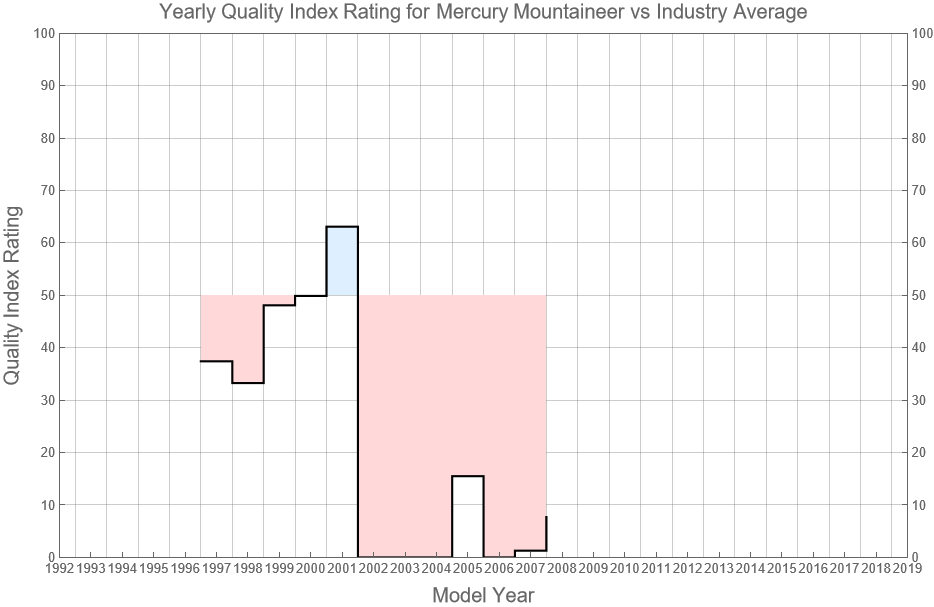 Yearly Quality Index Rating for Mercury Mountaineer vs Industry Average
100 100
90 90
80 80
70 70
60 60
50 50
40 40
30 30
20 20
10 10
0 0
Quality Index Rating
1992 1993 1994 1995 1996 1997 1998 1999 2000 2001 2002 2003 2004 2005 2006 2007 2008 2009 2010 2011 2012 2013 2014 2015 2016 2017 2018 2019
Model Year